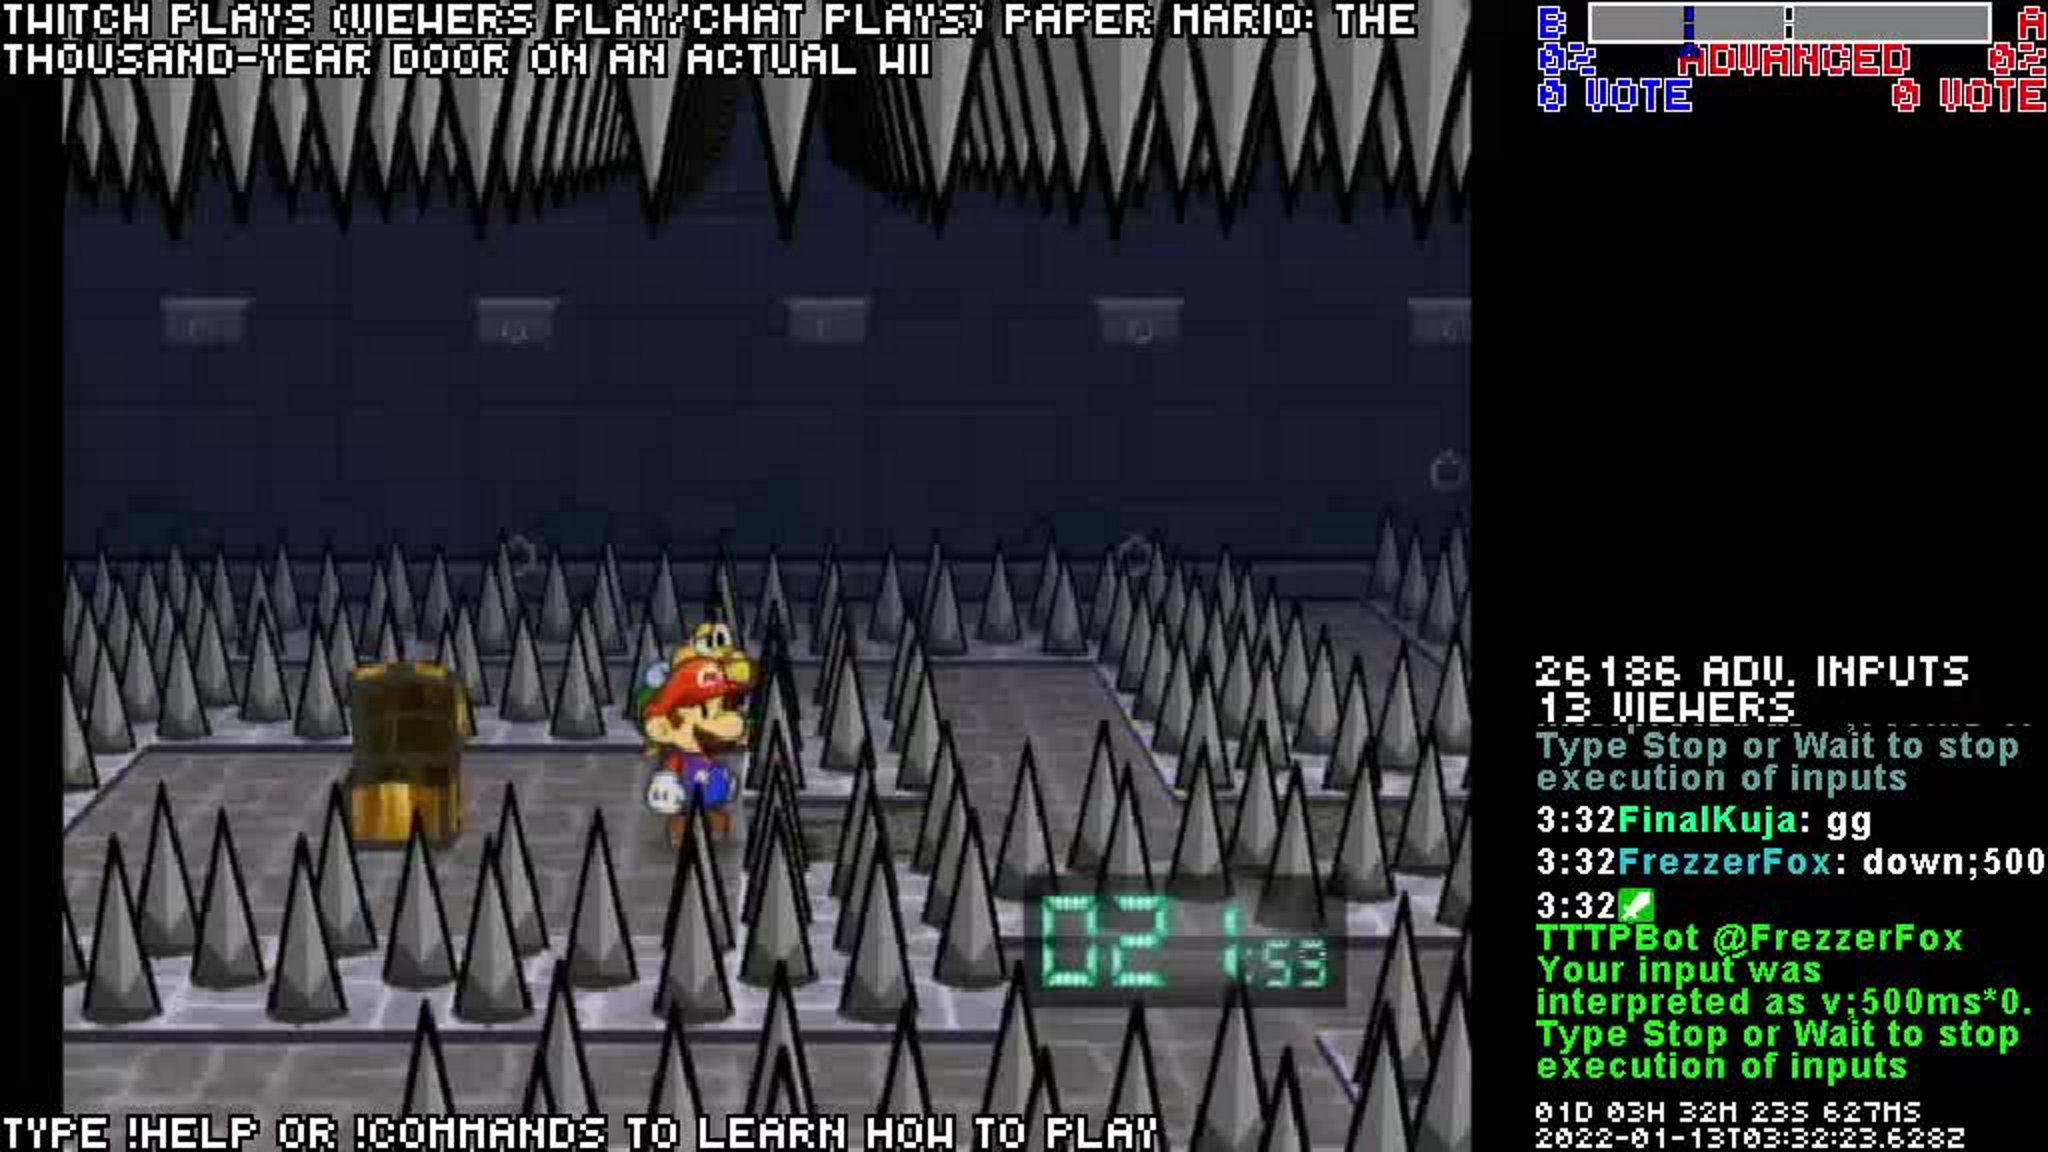 TWITCH PLAYS (VIEWERS PLAY/CHAT PLAYS) PAPER MARIO: THE
THOUSAND-YEAR DOOR ON AN ACTUAL WII
B A
0% ADVANCED 0%
0 VOTE 0 VOTE
26186 ADV. INPUTS
13 VIEWERS
Type Stop or Wait to stop
execution of inputs
3:32FinalKuja: gg
3:32FrezzerFox: down;500
3:32
TTTPBot @FrezzerFox
Your input was
interpreted as v;500ms*0.
Type Stop or Wait to stop
execution of inputs
021:53
M
01D 03H 32M 23S 627MS
2022-01-13T03:32:23.628Z
TYPE !HELP OR !COMMANDS TO LEARN HOW TO PLAY